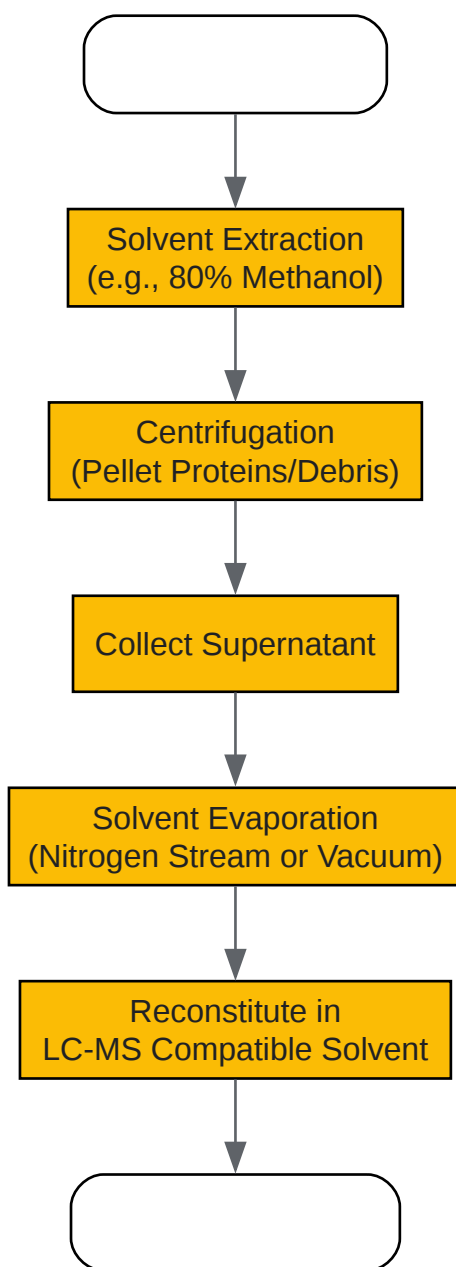 Solvent Extraction
(e.g., 80% Methanol)
Centrifugation
(Pellet Proteins/Debris)
Collect Supernatant
Solvent Evaporation
(Nitrogen Stream or Vacuum)
Reconstitute in
LC-MS Compatible Solvent